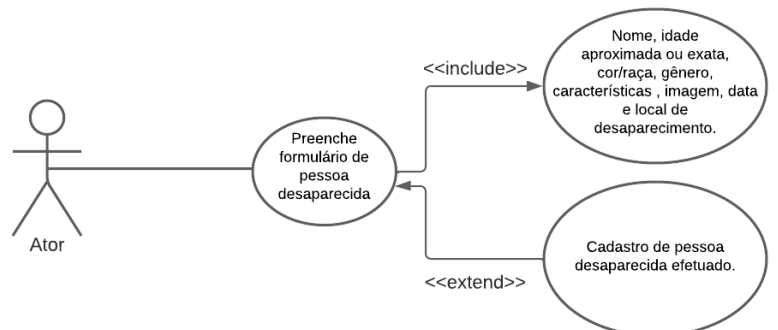 Nome, idade
aproximada ou exata,
cor/raça, gênero,
características , imagem, data
e local de
desaparecimento.
<<include>>
Preenche
formulário de
pessoa
desaparecida
Ator
Cadastro de pessoa
desaparecida efetuado.
<<extend>>